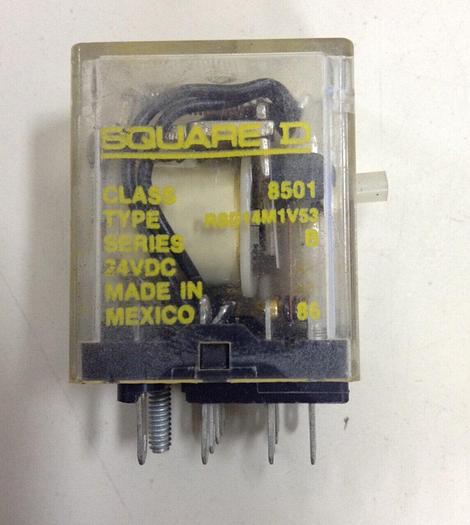 SQUARE D
CLASS 8501
TYPE RSD14M1V53
SERIES B
24VDC
MADE IN
MEXICO 86